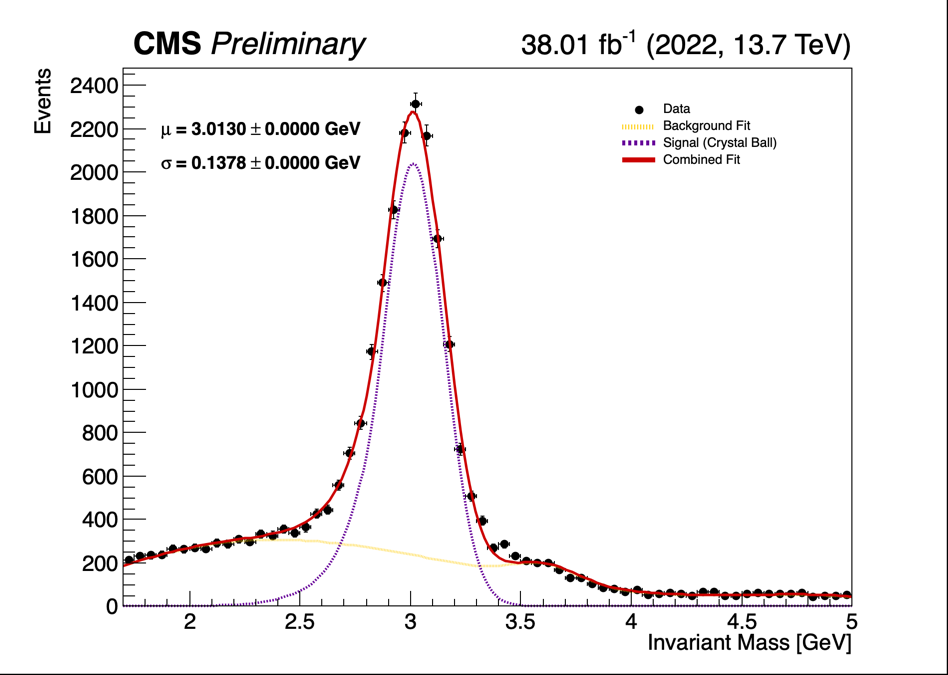 CMS Preliminary
38.01 fb⁻¹ (2022, 13.7 TeV)
Events
2400
2200
2000
1800
1600
1400
1200
1000
800
600
400
200
0
μ = 3.0130 ± 0.0000 GeV
σ = 0.1378 ± 0.0000 GeV
Data
Background Fit
Signal (Crystal Ball)
Combined Fit
2
2.5
3
3.5
4
4.5
5
Invariant Mass [GeV]